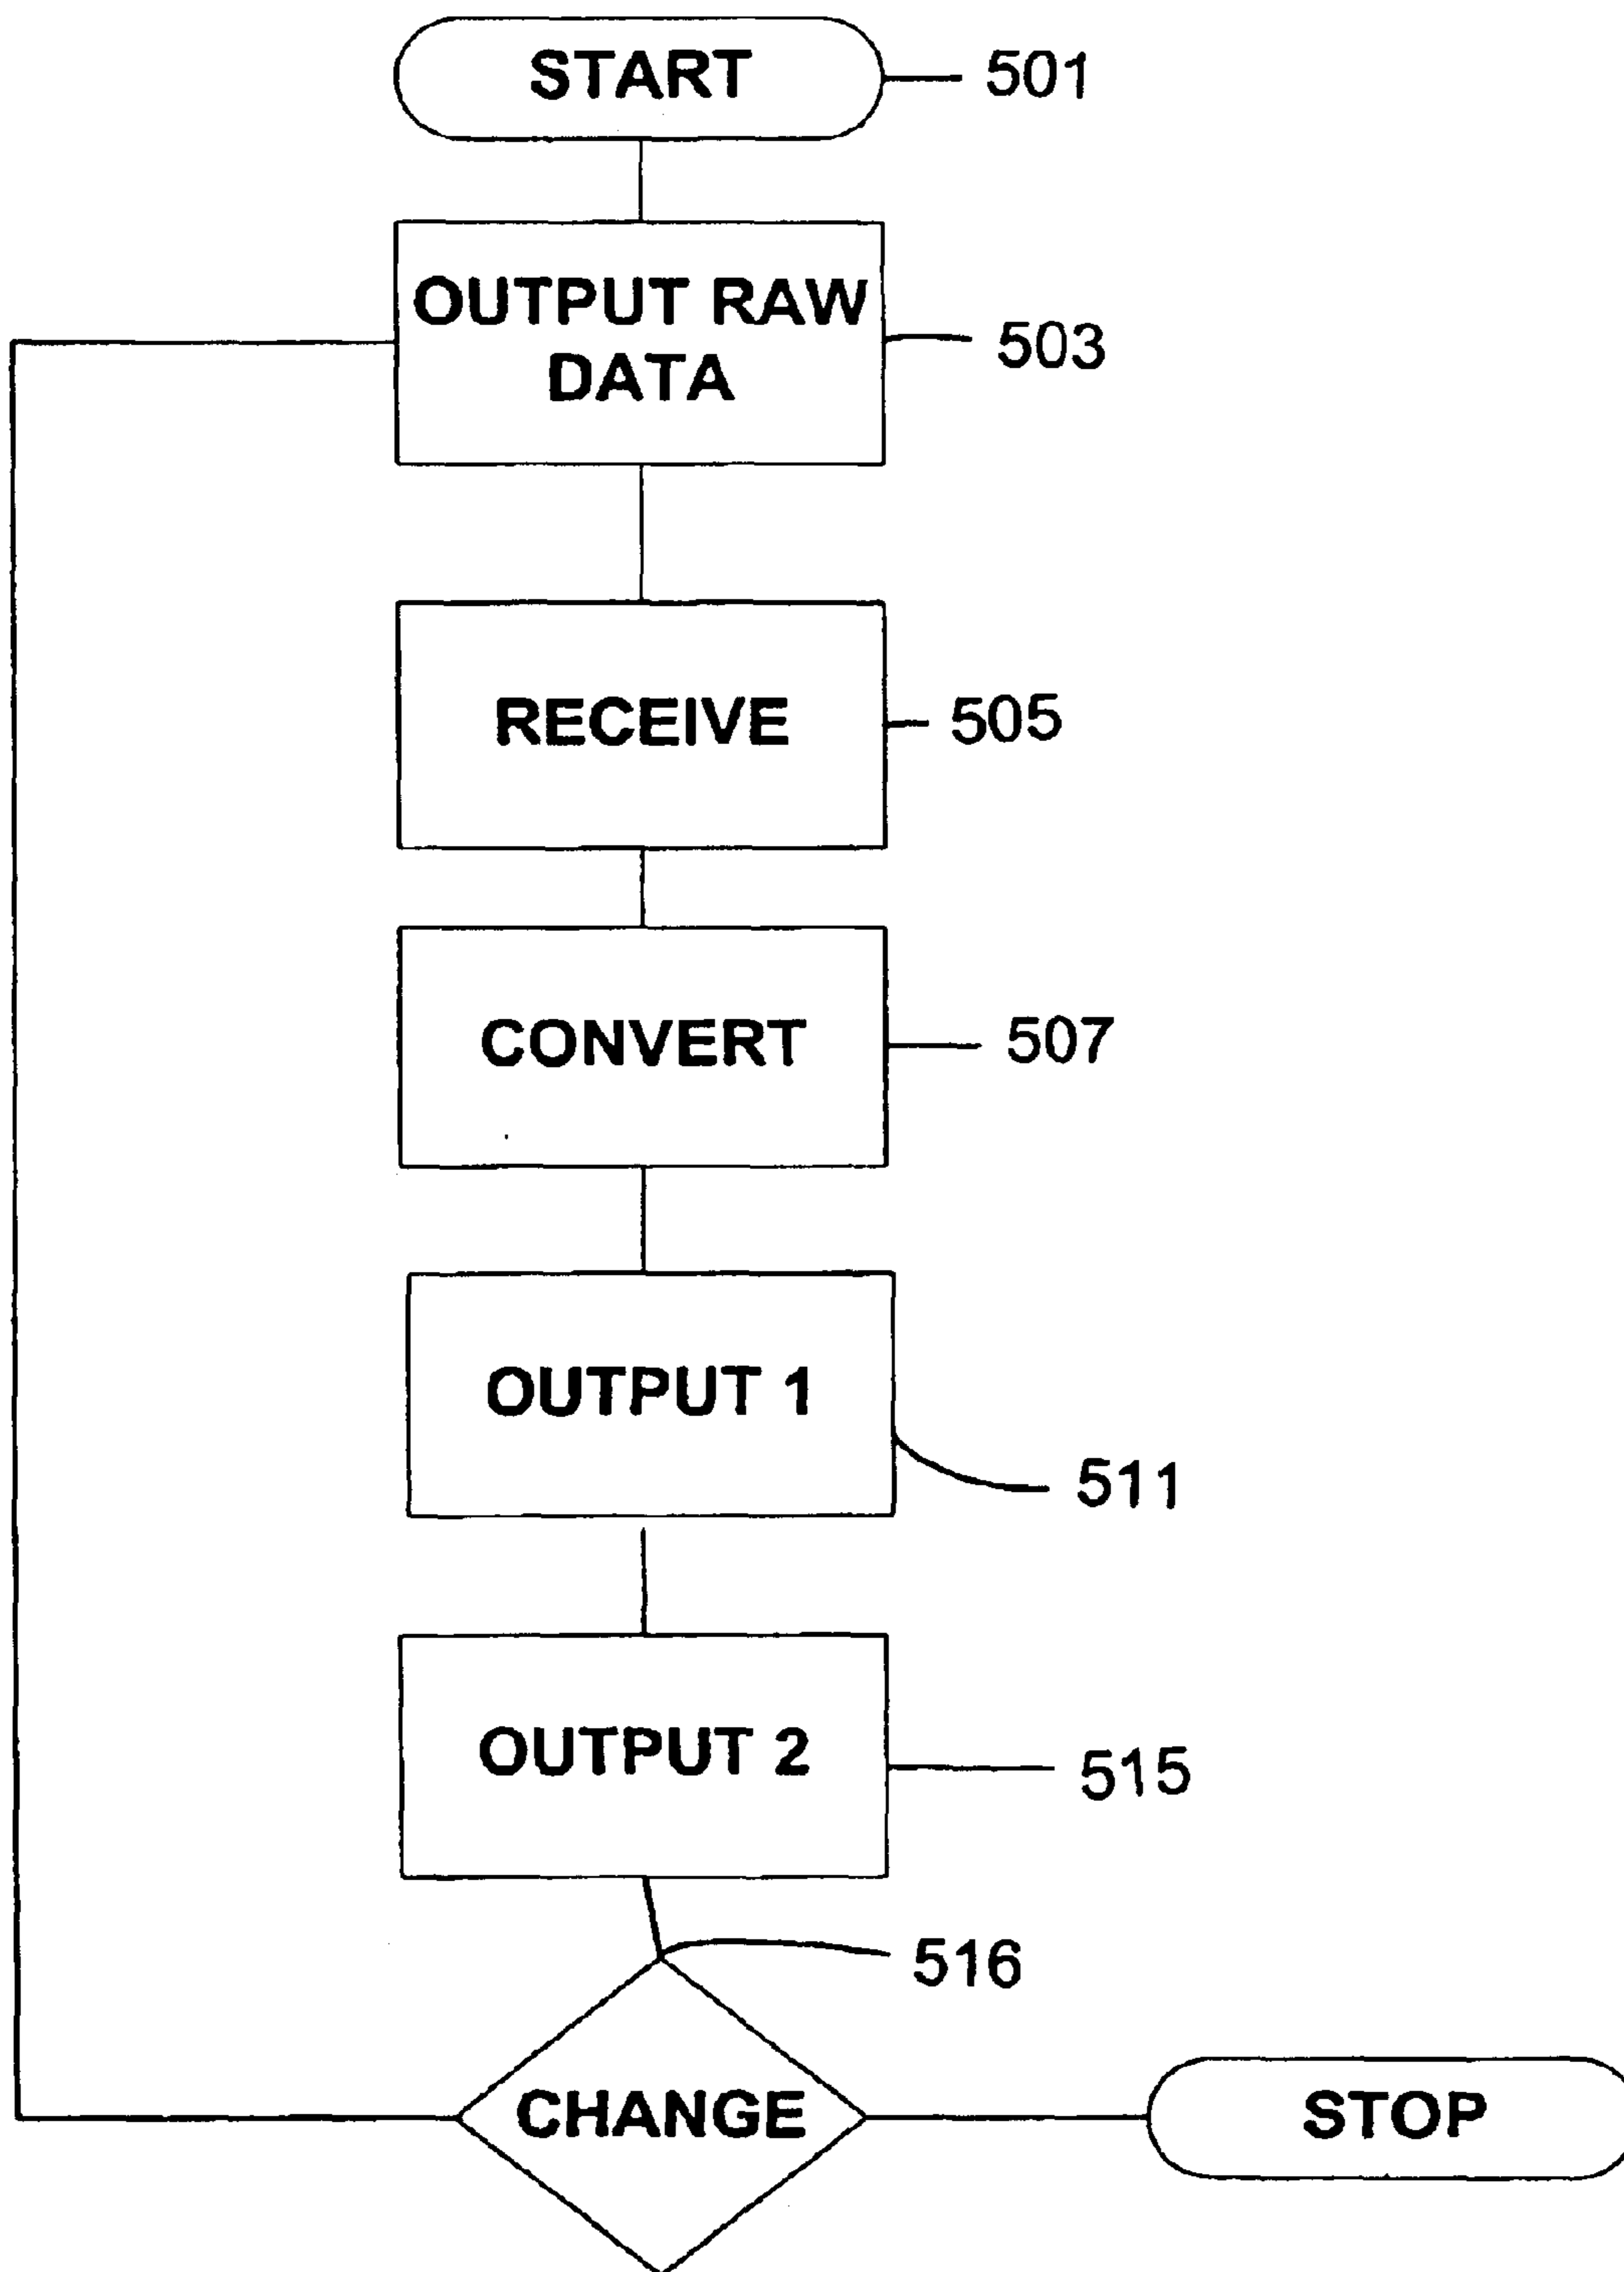 START
501
OUTPUT RAW
DATA
503
RECEIVE
505
CONVERT
507
OUTPUT 1
511
OUTPUT 2
515
516
CHANGE
STOP